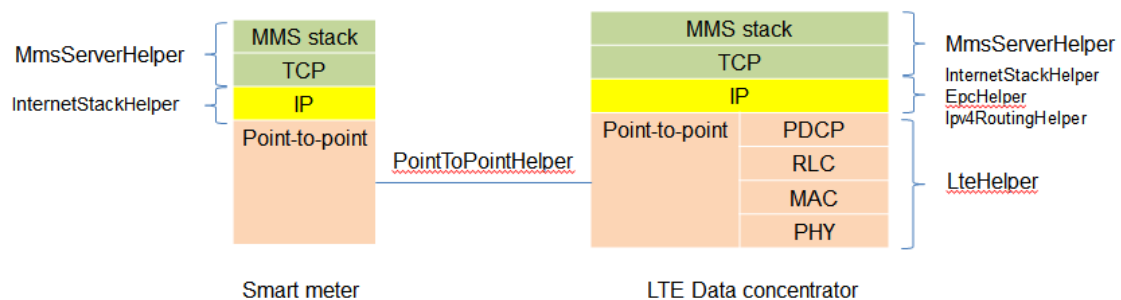 MmsServerHelper
InternetStackHelper
MMS stack
TCP
IP
Point-to-point
PointToPointHelper
MMS stack
TCP
IP
Point-to-point
PDCP
RLC
MAC
PHY
MmsServerHelper
InternetStackHelper
EpcHelper
Ipv4RoutingHelper
LteHelper
Smart meter
LTE Data concentrator